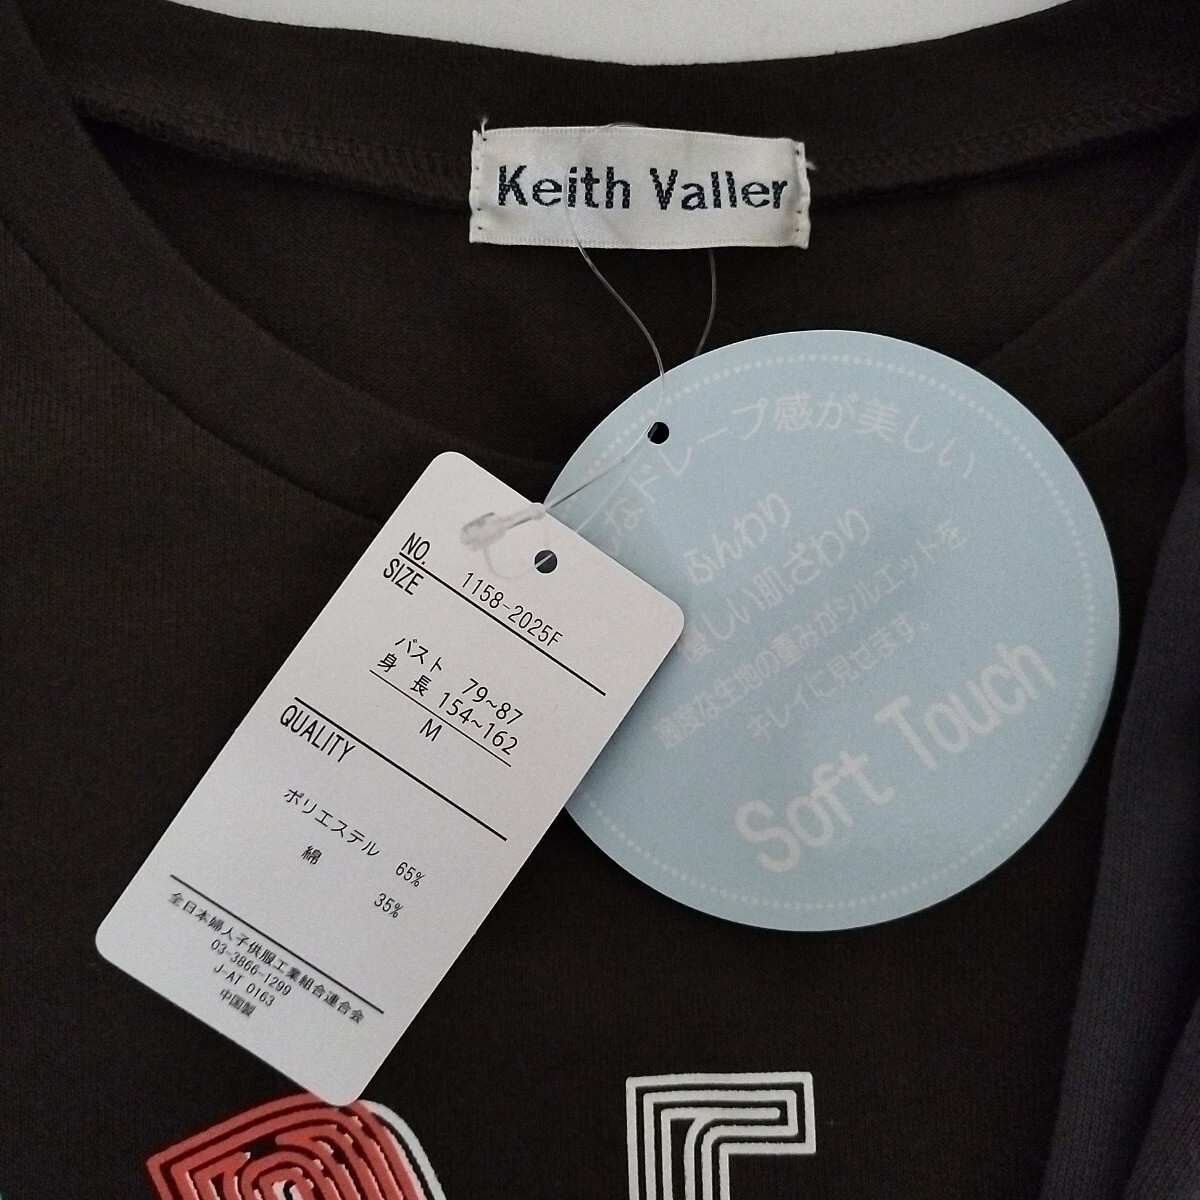 Keith Valler
NO. 1158-2025F
SIZE
バスト 79~87
身長 154~162
M
QUALITY
ポリエステル 65%
綿 35%
全日本婦人子供服工業組合連合会
03-3866-1299
J-AT 0163
中国製
なドレープ感が美しい
ふんわり
優しい肌ざわり
適度な生地の重みがシルエットを
キレイに見せます。
Soft Touch